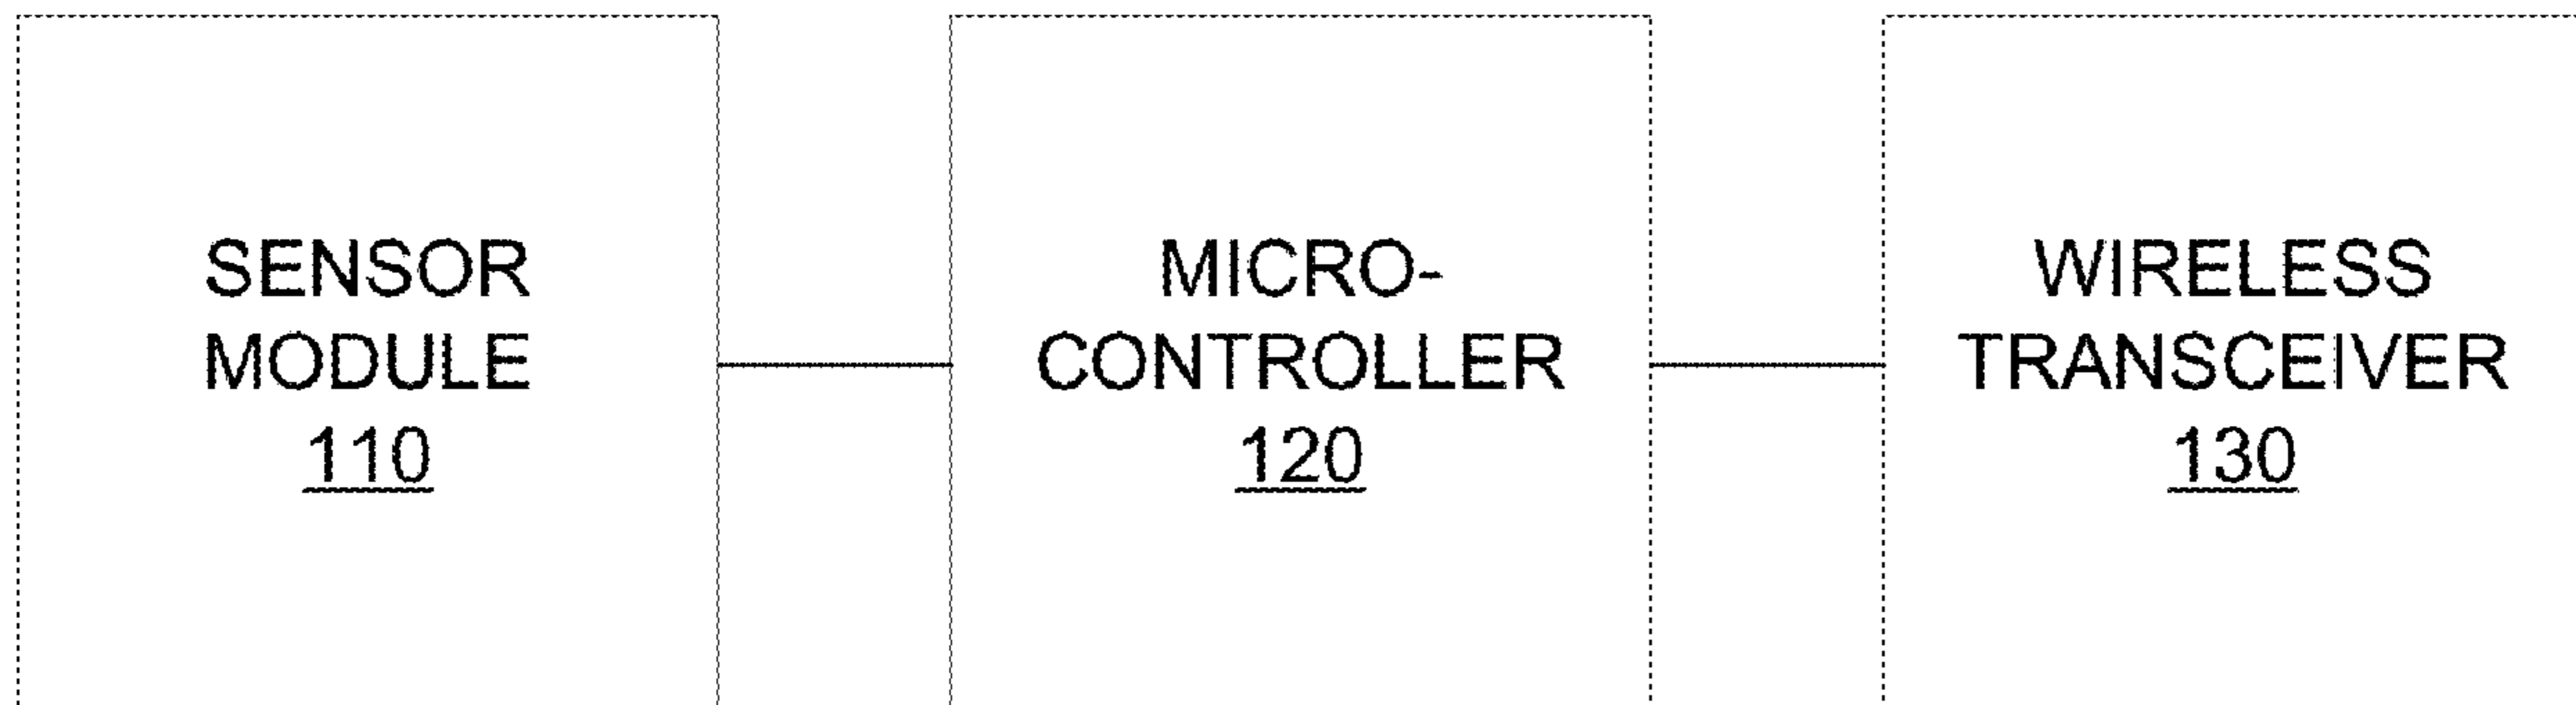 SENSOR
MODULE
110
MICRO-
CONTROLLER
120
WIRELESS
TRANSCEIVER
130